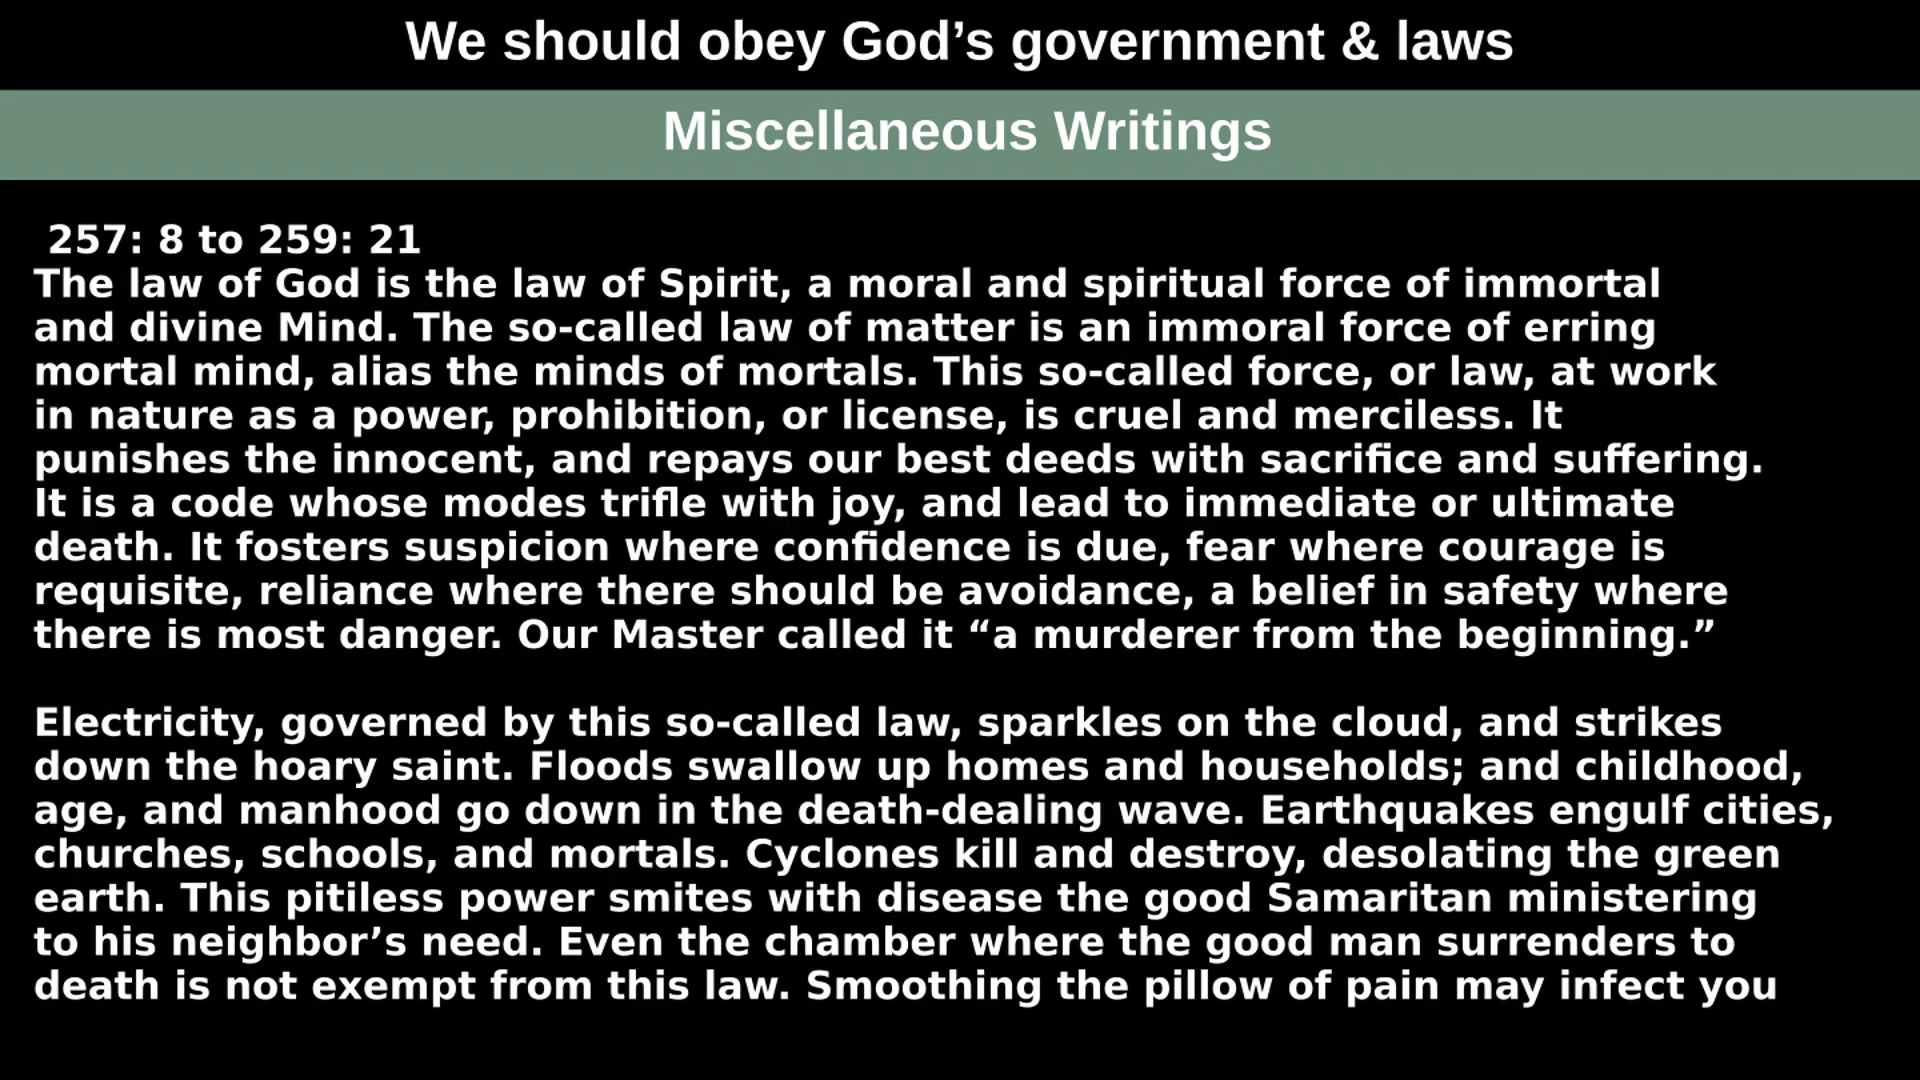 We should obey God’s government & laws
Miscellaneous Writings
257: 8 to 259: 21
The law of God is the law of Spirit, a moral and spiritual force of immortal
and divine Mind. The so-called law of matter is an immoral force of erring
mortal mind, alias the minds of mortals. This so-called force, or law, at work
in nature as a power, prohibition, or license, is cruel and merciless. It
punishes the innocent, and repays our best deeds with sacrifice and suffering.
It is a code whose modes trifle with joy, and lead to immediate or ultimate
death. It fosters suspicion where confidence is due, fear where courage is
requisite, reliance where there should be avoidance, a belief in safety where
there is most danger. Our Master called it “a murderer from the beginning.”
Electricity, governed by this so-called law, sparkles on the cloud, and strikes
down the hoary saint. Floods swallow up homes and households; and childhood,
age, and manhood go down in the death-dealing wave. Earthquakes engulf cities,
churches, schools, and mortals. Cyclones kill and destroy, desolating the green
earth. This pitiless power smites with disease the good Samaritan ministering
to his neighbor’s need. Even the chamber where the good man surrenders to
death is not exempt from this law. Smoothing the pillow of pain may infect you